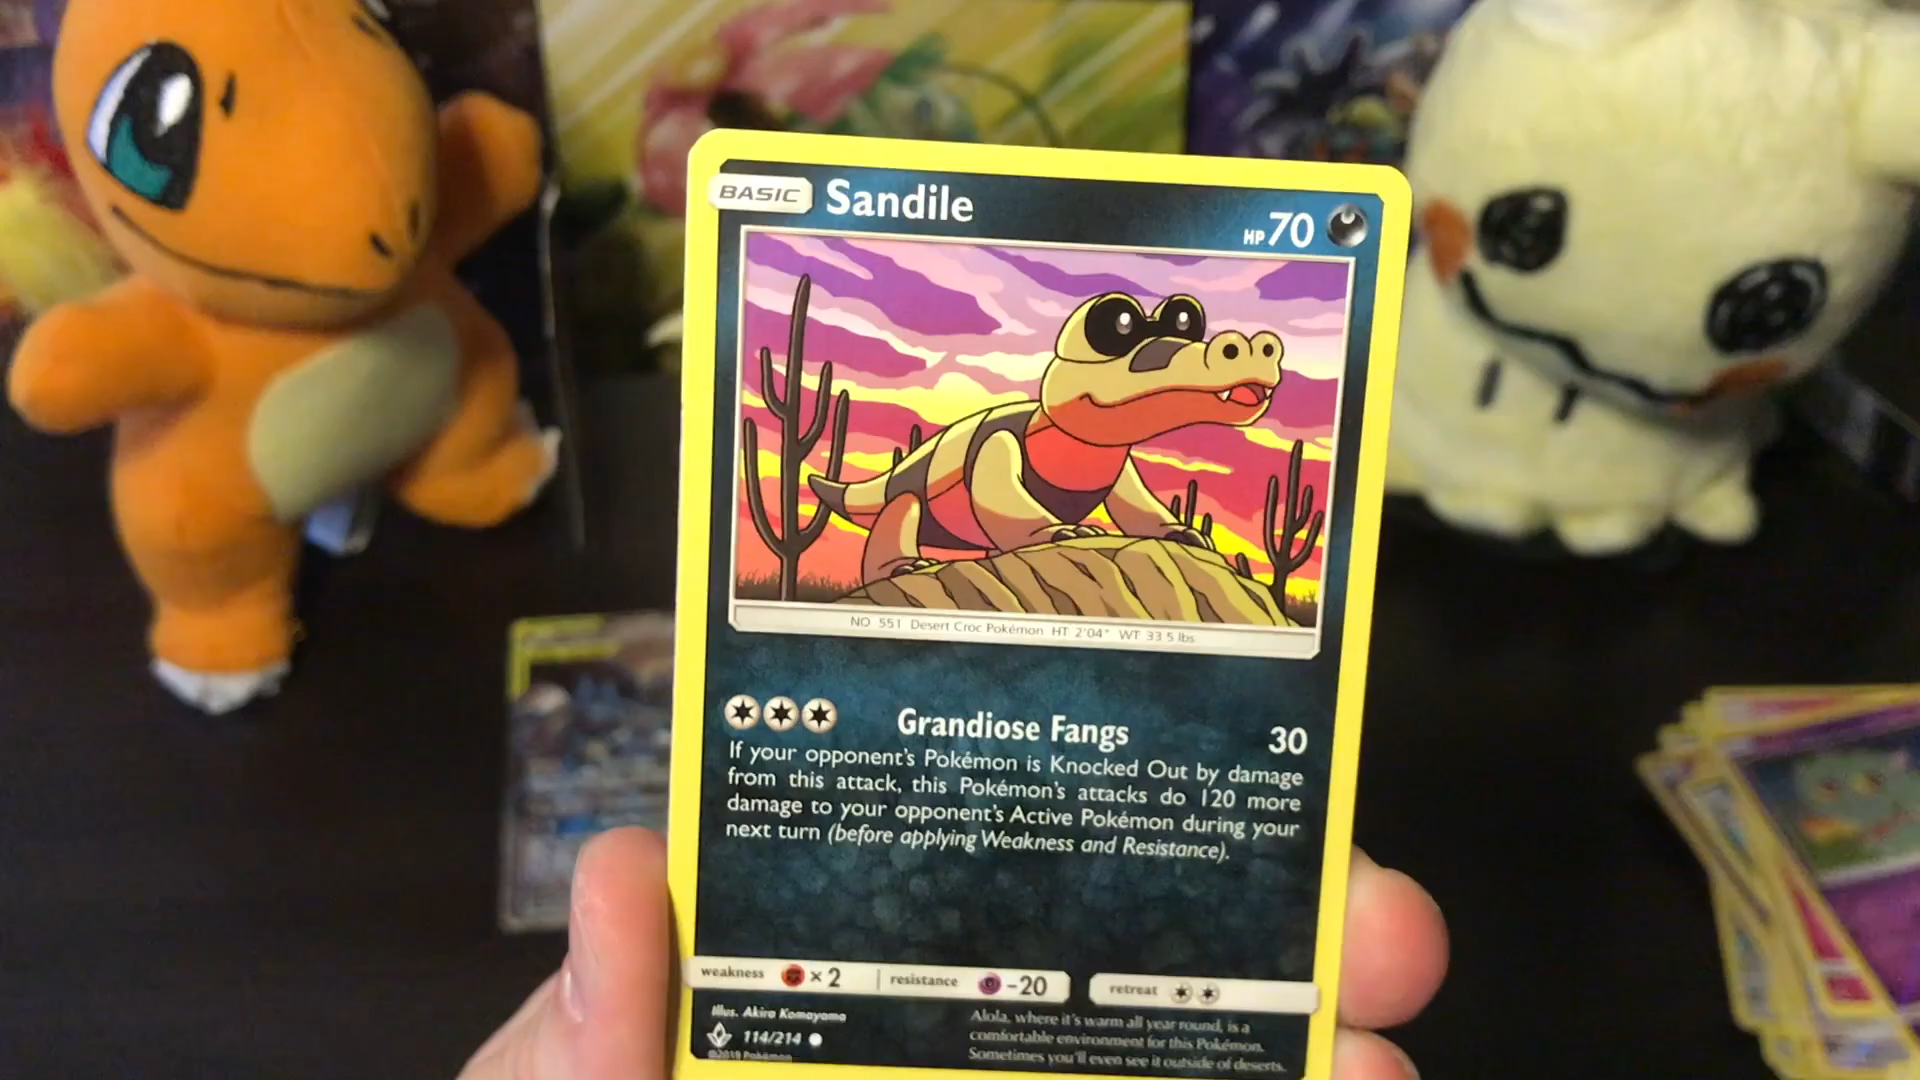 BASIC Sandile HP 70
NO 551 Desert Croc Pokémon HT 2'04" WT 33.5 lbs
Grandiose Fangs 30
If your opponent's Pokémon is Knocked Out by damage
from this attack, this Pokémon's attacks do 120 more
damage to your opponent's Active Pokémon during your
next turn (before applying Weakness and Resistance).
weakness × 2 resistance -20 retreat
Illus. Akira Komayama
114/214
©2019 Pokémon
Alola, where it's warm all year round, is a
comfortable environment for this Pokémon.
Sometimes you'll even see it outside of deserts.